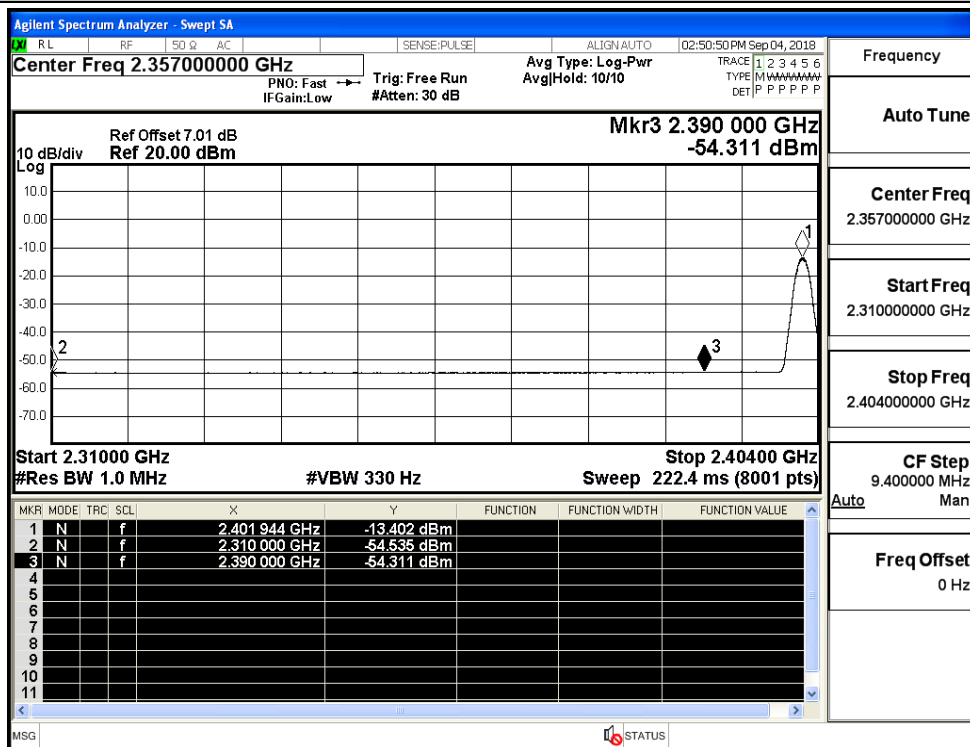 Agilent Spectrum Analyzer - Swept SA
LXI RL RF 50 Ω AC SENSE:PULSE ALIGN AUTO 02:50:50 PM Sep 04, 2018
Center Freq 2.357000000 GHz
PNO: Fast
IFGain:Low
Trig: Free Run
#Atten: 30 dB
Avg Type: Log-Pwr
Avg|Hold: 10/10
TRACE 1 2 3 4 5 6
TYPE M WWWWW
DET P P P P P P
Ref Offset 7.01 dB
Ref 20.00 dBm
10 dB/div
Log
Mkr3 2.390 000 GHz
-54.311 dBm
10.0
0.00
-10.0
-20.0
-30.0
-40.0
-50.0
-60.0
-70.0
1
2
3
Start 2.31000 GHz Stop 2.40400 GHz
#Res BW 1.0 MHz #VBW 330 Hz Sweep 222.4 ms (8001 pts)
MKR MODE TRC SCL X Y FUNCTION FUNCTION WIDTH FUNCTION VALUE
1 N f 2.401 944 GHz -13.402 dBm
2 N f 2.310 000 GHz -54.535 dBm
3 N f 2.390 000 GHz -54.311 dBm
4
5
6
7
8
9
10
11
MSG STATUS
Frequency
Auto Tune
Center Freq
2.357000000 GHz
Start Freq
2.310000000 GHz
Stop Freq
2.404000000 GHz
CF Step
9.400000 MHz
Auto Man
Freq Offset
0 Hz